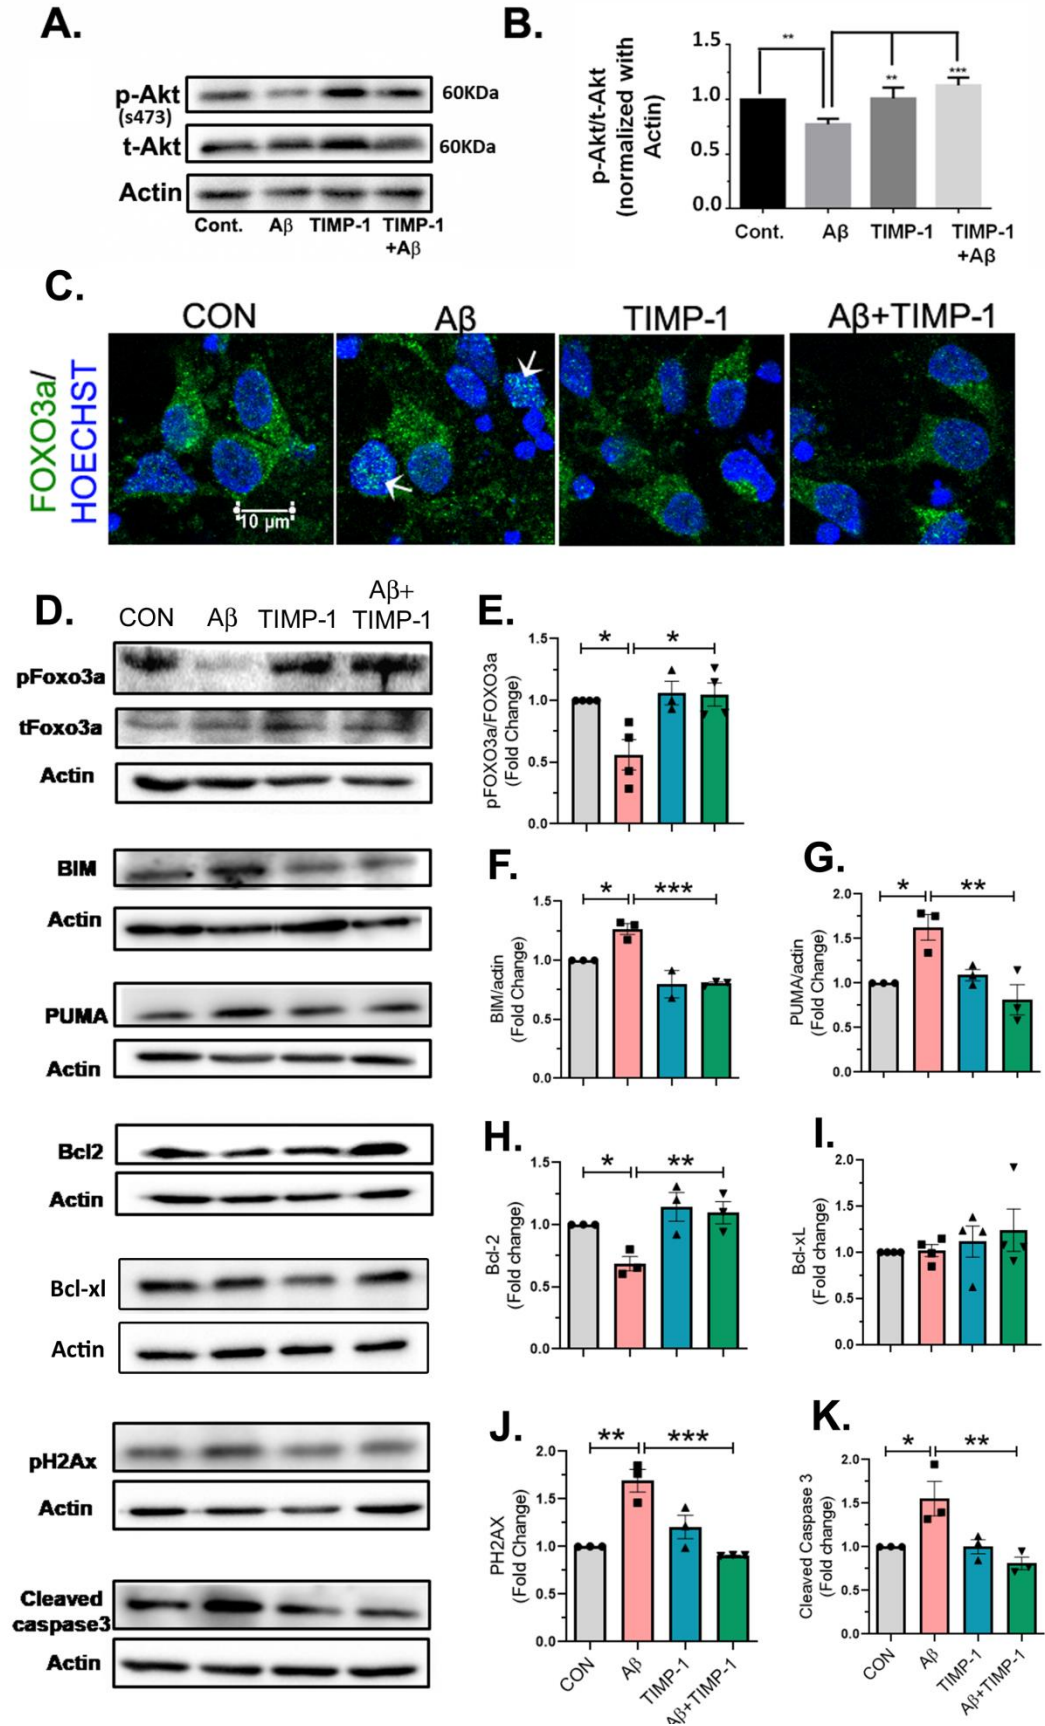 A.
p-Akt
(s473)
60KDa
t-Akt
60KDa
Actin
Cont. Aβ TIMP-1 TIMP-1
+Aβ
B.
p-Akt/t-Akt
(normalized with
Actin)
1.5
1.0
0.5
0.0
**
**
***
Cont. Aβ TIMP-1 TIMP-1
+Aβ
C.
CON Aβ TIMP-1 Aβ+TIMP-1
FOXO3a/
HOECHST
10 µm
D.
CON Aβ TIMP-1 Aβ+
TIMP-1
pFoxo3a
tFoxo3a
Actin
BIM
Actin
PUMA
Actin
Bcl2
Actin
Bcl-xl
Actin
pH2Ax
Actin
Cleaved
caspase3
Actin
E.
pFOXO3a/FOXO3a
(Fold Change)
1.5
1.0
0.5
0.0
* *
F.
BIM/actin
(Fold Change)
1.5
1.0
0.5
0.0
* ***
G.
PUMA/actin
(Fold Change)
2.0
1.5
1.0
0.5
0.0
* **
H.
Bcl-2
(Fold change)
1.5
1.0
0.5
0.0
* **
I.
Bcl-xL
(Fold change)
2.0
1.5
1.0
0.5
0.0
J.
PH2AX
(Fold Change)
2.0
1.5
1.0
0.5
0.0
** ***
CON Aβ TIMP-1 Aβ+TIMP-1
K.
Cleaved Caspase 3
(Fold change)
2.0
1.5
1.0
0.5
0.0
* **
CON Aβ TIMP-1 Aβ+TIMP-1